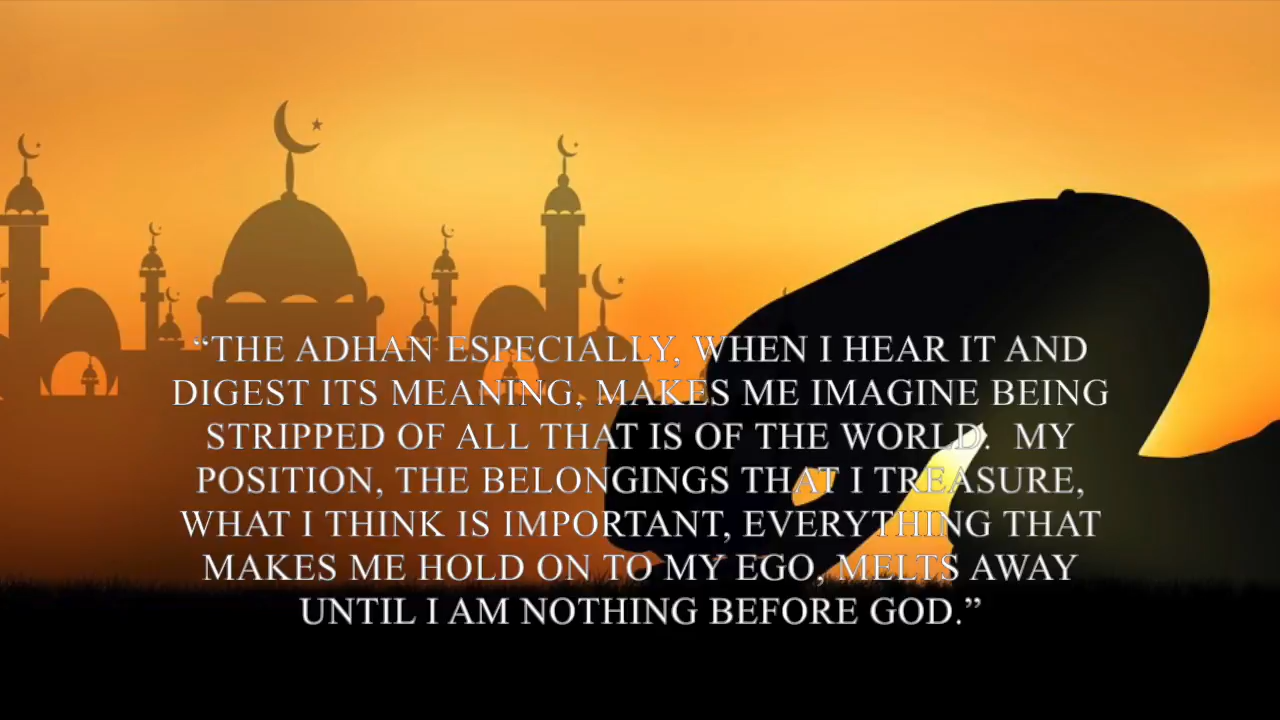 “THE ADHAN ESPECIALLY, WHEN I HEAR IT AND
DIGEST ITS MEANING, MAKES ME IMAGINE BEING
STRIPPED OF ALL THAT IS OF THE WORLD.  MY
POSITION, THE BELONGINGS THAT I TREASURE,
WHAT I THINK IS IMPORTANT, EVERYTHING THAT
MAKES ME HOLD ON TO MY EGO, MELTS AWAY
UNTIL I AM NOTHING BEFORE GOD.”